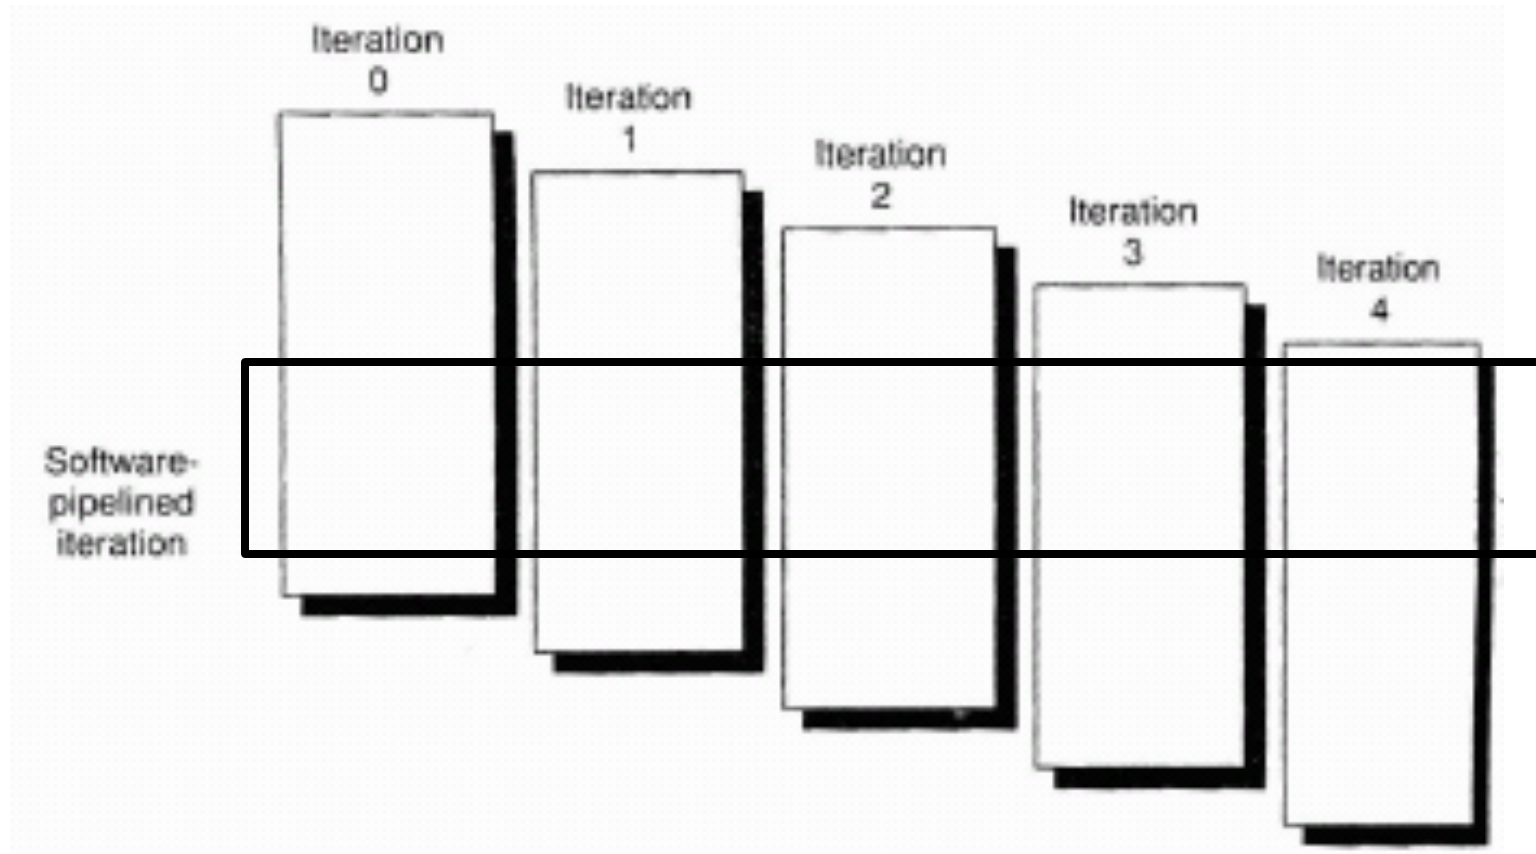 Iteration
0
Iteration
1
Iteration
2
Iteration
3
Iteration
4
Software-
pipelined
iteration